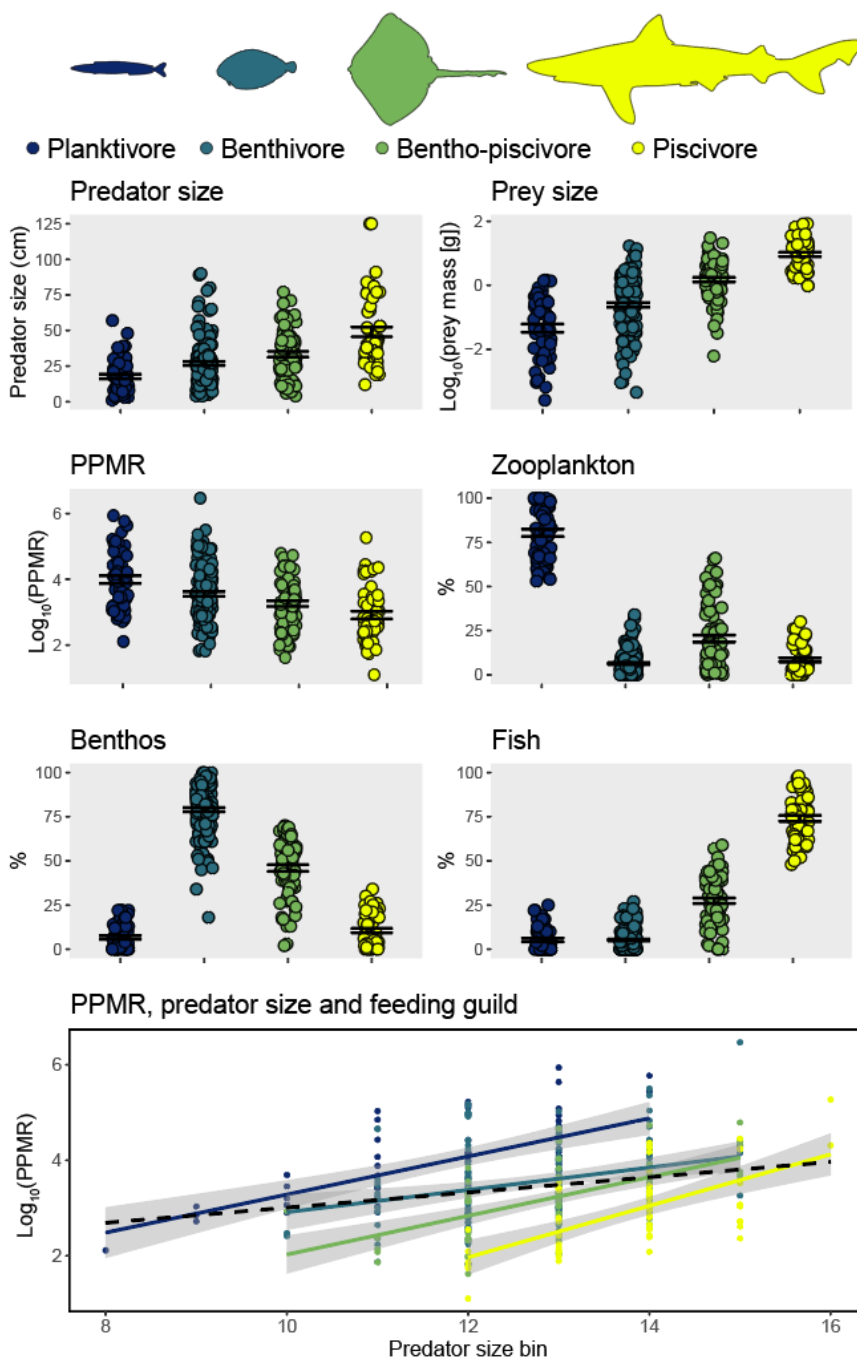 Planktivore Benthivore Bentho-piscivore Piscivore
Predator size
Predator size (cm)
125
100
75
50
25
0
Prey size
Log₁₀(prey mass [g])
2
0
−2
PPMR
Log₁₀(PPMR)
6
4
2
Zooplankton
%
100
75
50
25
0
Benthos
%
100
75
50
25
0
Fish
%
100
75
50
25
0
PPMR, predator size and feeding guild
Log₁₀(PPMR)
6
4
2
8 10 12 14 16
Predator size bin